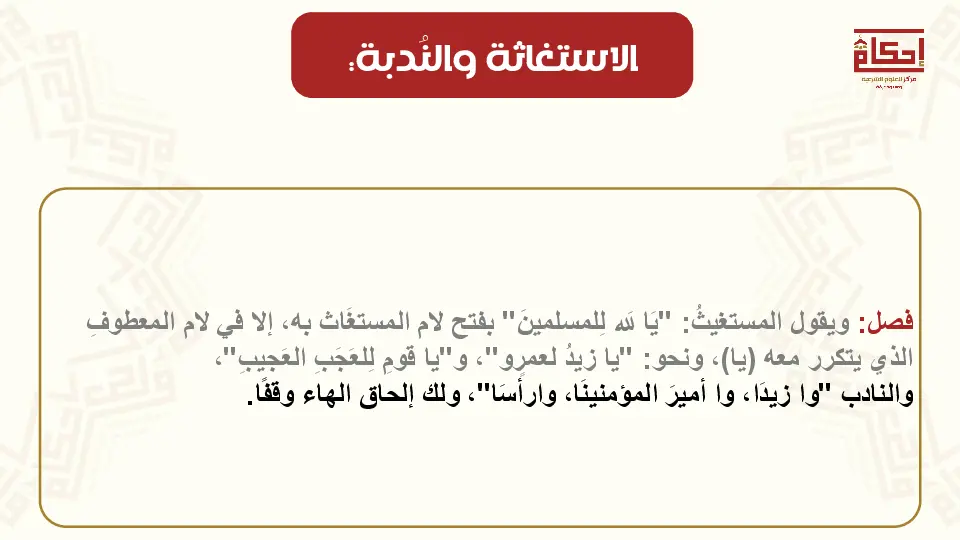 الاستغاثة والنُدبة:
إحكام
مركز للعلوم الشرعية
فصل: ويقول المستغيثُ: "يَا لَله لِلمسلمينَ" بفتح لام المستغَاث به، إلا في لام المعطوفِ
الذي يتكرر معه (يا)، ونحو: "يا زيدُ لعمرٍو"، و"يا قومِ لِلعَجَبِ العَجِيبِ"،
والنادب "وا زيدَا، وا أميرَ المؤمنينَا، وارأسَا"، ولك إلحاق الهاء وقفًا.